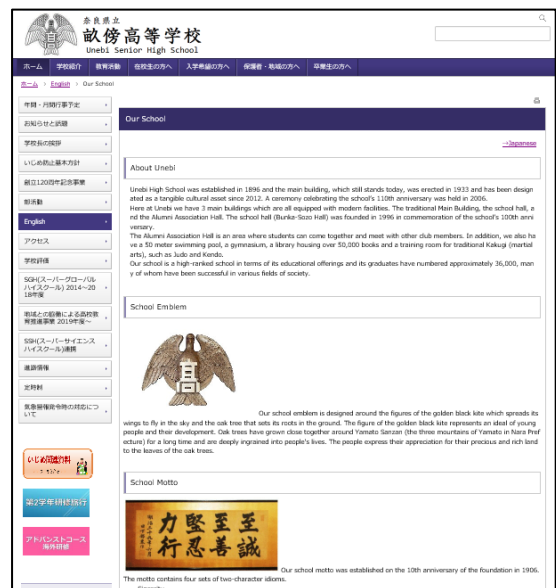 奈良県立
畝傍高等学校
Unebi Senior High School
ホーム 学校紹介 教育活動 在校生の方へ 入学希望の方へ 保護者・地域の方へ 卒業生の方へ
ホーム > English > Our School
年間・月間行事予定
お知らせと話題
学校長の挨拶
いじめ防止基本方針
創立120周年記念事業
部活動
English
アクセス
学校評価
SGH(スーパーグローバル
ハイスクール) 2014～20
18年度
地域との協働による高校教
育推進事業 2019年度～
SSH(スーパーサイエンス
ハイスクール)連携
進路情報
定時制
気象警報発令時の対応につ
いて
いじめ関連資料
第2学年研修旅行
アドバンストコース
海外研修
Our School
→Japanese
About Unebi
Unebi High School was established in 1896 and the main building, which still stands today, was erected in 1933 and has been design
ated as a tangible cultural asset since 2012. A ceremony celebrating the school's 110th anniversary was held in 2006.
Here at Unebi we have 3 main buildings which are all equipped with modern facilities. The traditional Main Building, the school hall, a
nd the Alumni Association Hall. The school hall (Bunka-Sozo Hall) was founded in 1996 in commemoration of the school's 100th anni
versary.
The Alumni Association Hall is an area where students can come together and meet with other club members. In addition, we also ha
ve a 50 meter swimming pool, a gymnasium, a library housing over 50,000 books and a training room for traditional Kakugi (martial
arts), such as Judo and Kendo.
Our school is a high-ranked school in terms of its educational offerings and its graduates have numbered approximately 36,000, man
y of whom have been successful in various fields of society.
School Emblem
高
Our school emblem is designed around the figures of the golden black kite which spreads its
wings to fly in the sky and the oak tree that sets its roots in the ground. The figure of the golden black kite represents an ideal of young
people and their development. Oak trees have grown close together around Yamato Sanzan (the three mountains of Yamato in Nara Pref
ecture) for a long time and are deeply ingrained into people's lives. The people express their appreciation for their precious and rich land
to the leaves of the oak trees.
School Motto
力堅至至
行忍善誠
Our school motto was established on the 10th anniversary of the foundation in 1906.
The motto contains four sets of two-character idioms.